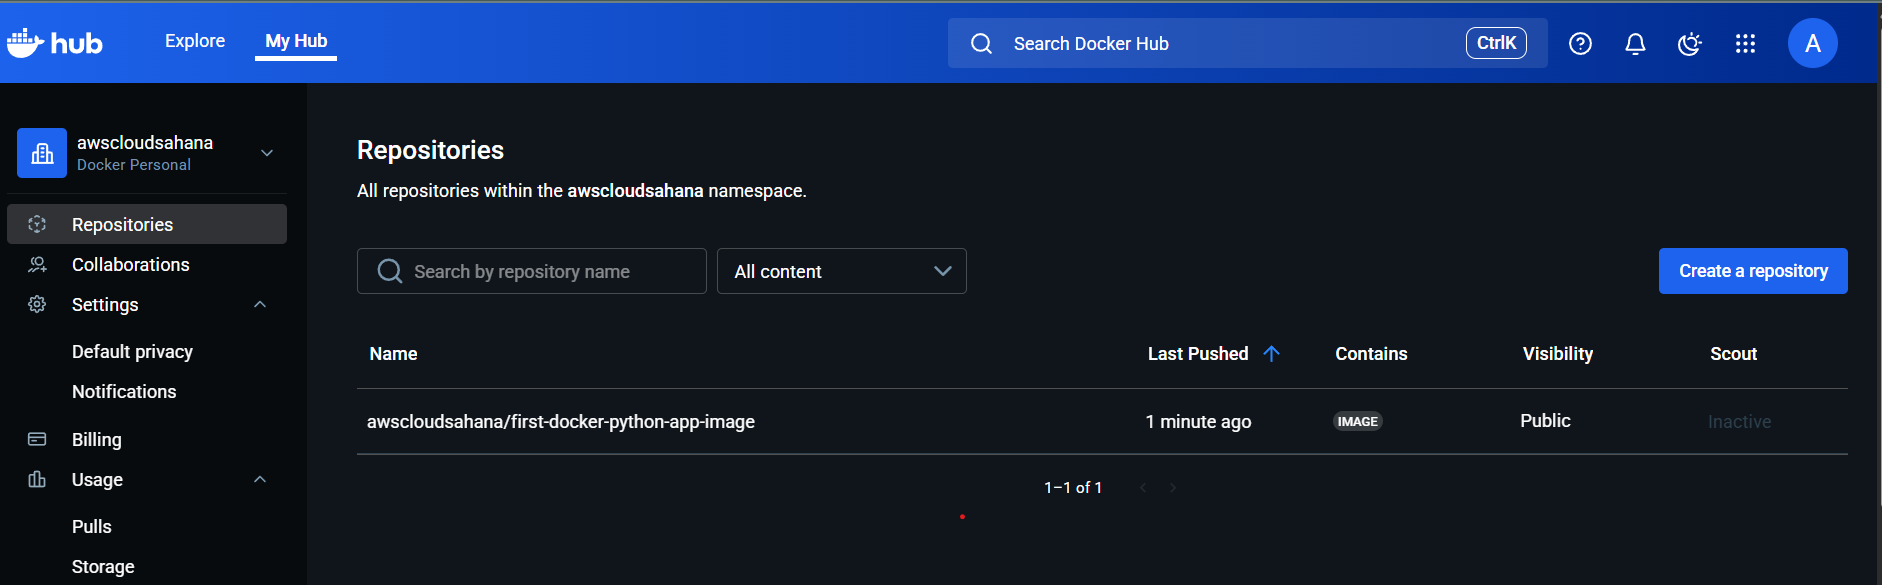 hub Explore My Hub Search Docker Hub CtrlK A
awscloudsahana
Docker Personal
Repositories
Collaborations
Settings
Default privacy
Notifications
Billing
Usage
Pulls
Storage
Repositories
All repositories within the awscloudsahana namespace.
Search by repository name All content Create a repository
Name Last Pushed Contains Visibility Scout
awscloudsahana/first-docker-python-app-image 1 minute ago IMAGE Public Inactive
1–1 of 1